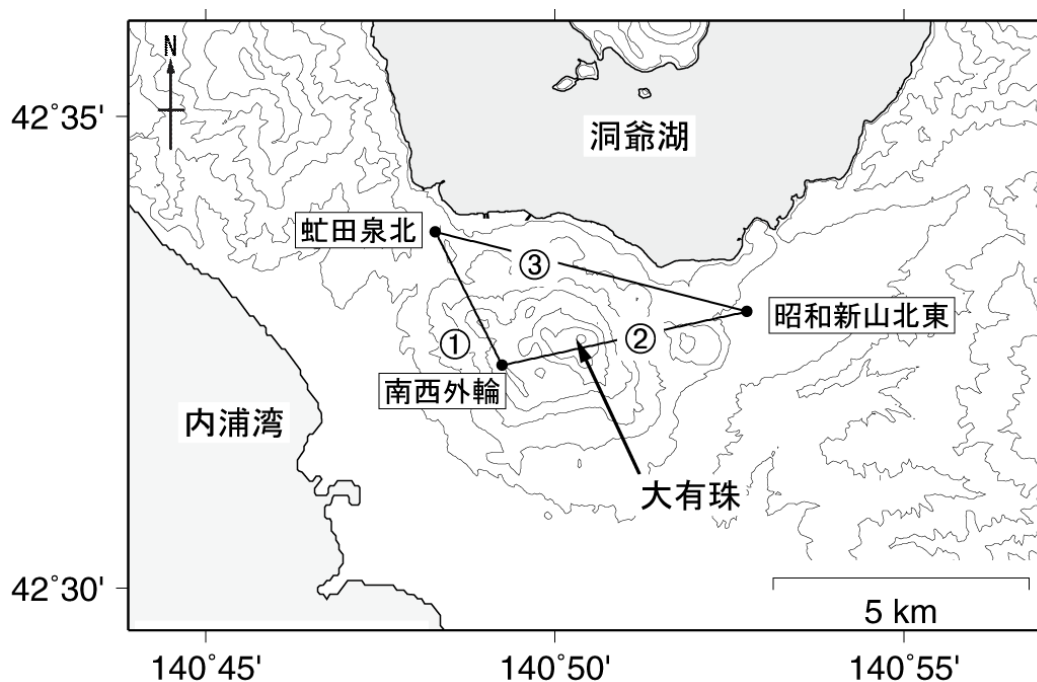 N
42°35'
洞爺湖
虻田泉北
③
昭和新山北東
①
②
南西外輪
内浦湾
大有珠
42°30'
5 km
140°45'
140°50'
140°55'